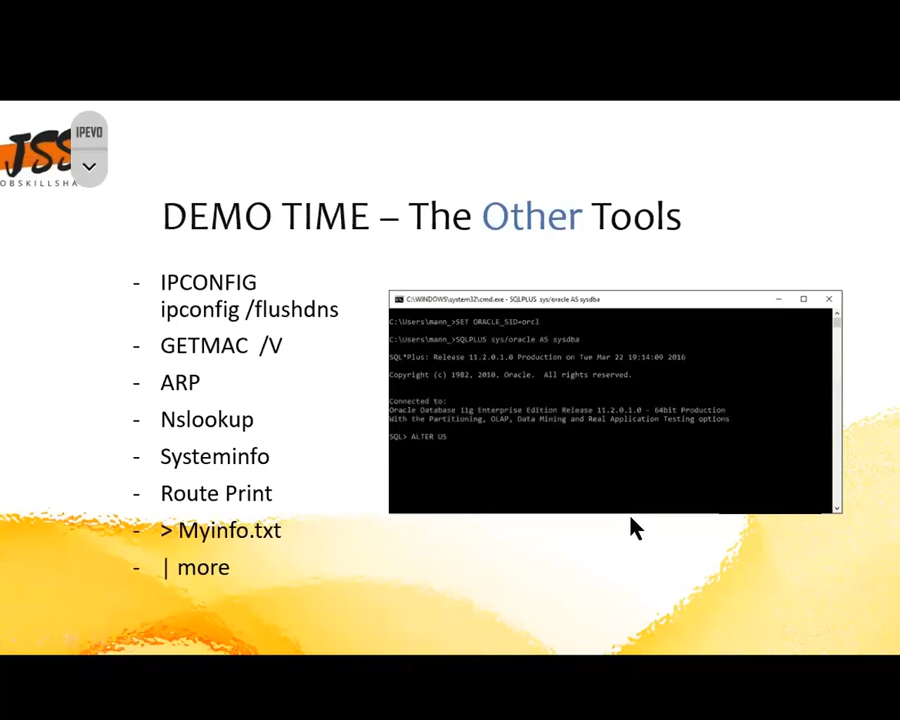 JSS
IPEVO
OBSKILLSHA
DEMO TIME – The Other Tools
- IPCONFIG
ipconfig /flushdns
- GETMAC /V
- ARP
- Nslookup
- Systeminfo
- Route Print
- > Myinfo.txt
- | more
C:\WINDOWS\system32\cmd.exe - SQLPLUS sys/oracle AS sysdba
C:\Users\mann_>SET ORACLE_SID=orcl
C:\Users\mann_>SQLPLUS sys/oracle AS sysdba
SQL*Plus: Release 11.2.0.1.0 Production on Tue Mar 22 19:14:09 2016
Copyright (c) 1982, 2010, Oracle. All rights reserved.
Connected to:
Oracle Database 11g Enterprise Edition Release 11.2.0.1.0 - 64bit Production
With the Partitioning, OLAP, Data Mining and Real Application Testing options
SQL> ALTER US